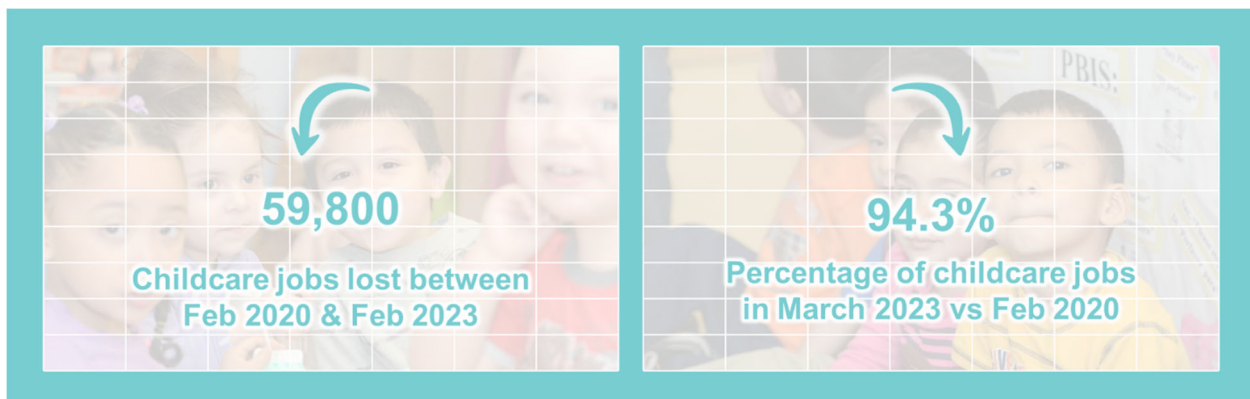 59,800
Childcare jobs lost between
Feb 2020 & Feb 2023
PBIS:
94.3%
Percentage of childcare jobs
in March 2023 vs Feb 2020